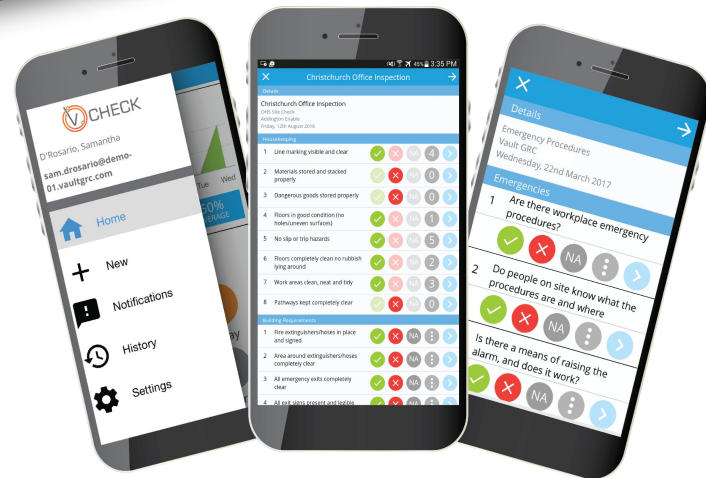 V CHECK
D'Rosario, Samantha
sam.drosario@demo-
01.vaultgrc.com
Home
New
Notifications
History
Settings
Tue Wed
50%
45% 3:35 PM
Christchurch Office Inspection
Details
Christchurch Office Inspection
OHS Site Check
Addington Enable
Friday, 12th August 2016
Housekeeping
1 Line marking visible and clear NA 4
2 Materials stored and stacked
properly NA 0
3 Dangerous goods stored properly NA 0
4 Floors in good condition (no
holes/uneven surfaces) NA 1
5 No slip or trip hazards NA 5
6 Floors completely clean no rubbish
lying around NA 2
7 Work areas clean, neat and tidy NA 3
8 Pathways kept completely clear NA 0
Building Requirements
1 Fire extinguishers/hoses in place
and signed NA
2 Area around extinguishers/hoses
completely clear NA
3 All emergency exits completely
clear NA
4 All exit signs present and legible NA
Details
Emergency Procedures
Vault GRC
Wednesday, 22nd March 2017
Emergencies
1 Are there workplace emergency
procedures?
NA
2 Do people on site know what the
procedures are and where
NA
Is there a means of raising the
alarm, and does it work?
NA